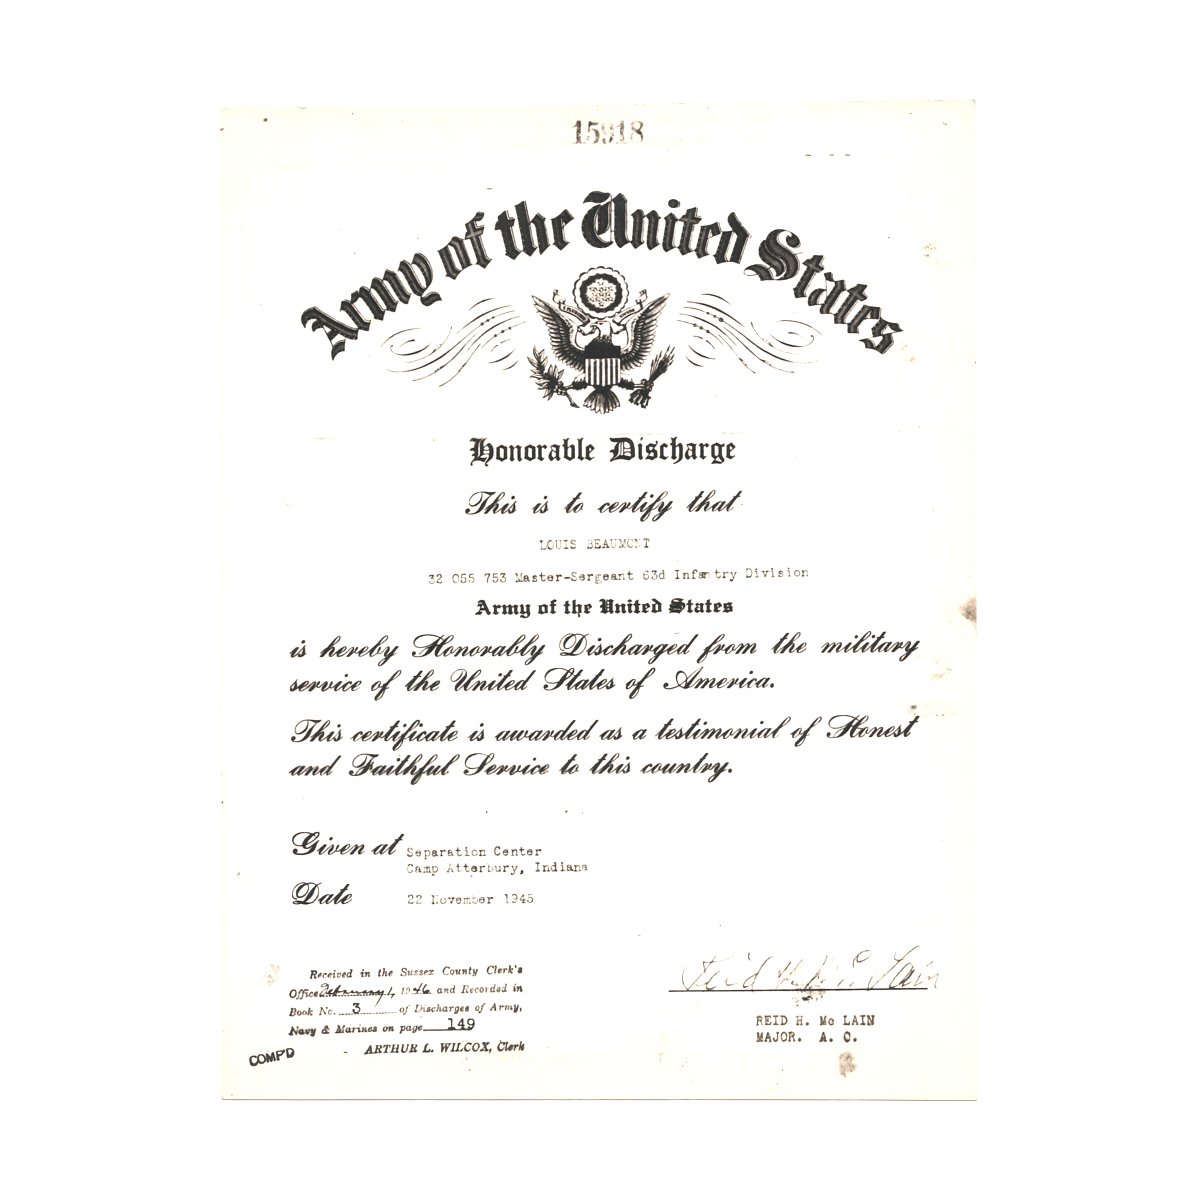 15918
Army of the United States
Honorable Discharge
This is to certify that
LOUIS BEAUMONT
32 055 753 Master-Sergeant 63d Infantry Division
Army of the United States
is hereby Honorably Discharged from the military
service of the United States of America.
This certificate is awarded as a testimonial of Honest
and Faithful Service to this country.
Given at Separation Center
Camp Atterbury, Indiana
Date 22 November 1945
Received in the Sussex County Clerk's
Office February 1, 1946 and Recorded in
Book No. 3 of Discharges of Army,
Navy & Marines on page 149
ARTHUR L. WILCOX, Clerk
COMP'D
Reid H. Mc Lain
REID H. Mc LAIN
MAJOR. A. C.